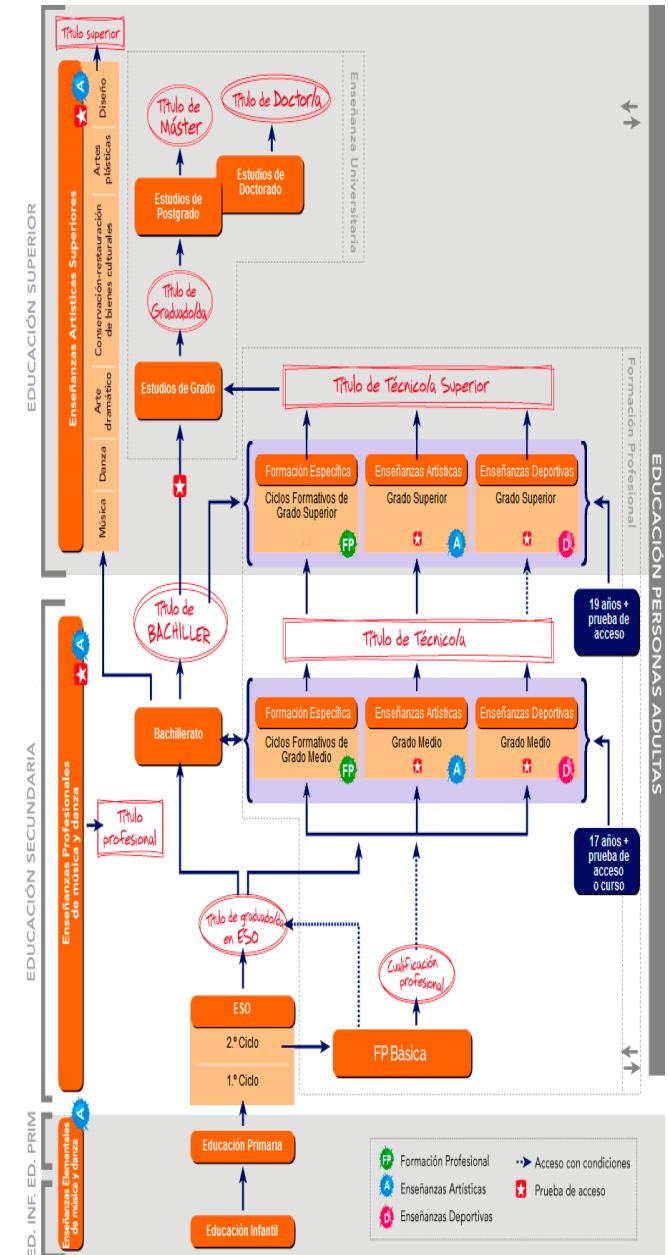 EDUCACIÓN SUPERIOR
Título superior
Enseñanzas Artísticas Superiores
A
Diseño
Artes
plásticas
Conservación-restauración
de bienes culturales
Arte
dramático
Danza
Música
Enseñanza Universitaria
Título de
Máster
Título de Doctor/a
Estudios de
Postgrado
Estudios de
Doctorado
Título de
Graduado/da
Estudios de Grado
Formación Profesional
Título de Técnico/a Superior
Formación Específica
Ciclos Formativos de
Grado Superior
FP
Enseñanzas Artísticas
Grado Superior
A
Enseñanzas Deportivas
Grado Superior
D
19 años +
prueba de
acceso
EDUCACIÓN PERSONAS ADULTAS
EDUCACIÓN SECUNDARIA
Enseñanzas Profesionales
de música y danza
A
Título
profesional
Título de
BACHILLER
Bachillerato
Título de Técnico/a
Formación Específica
Ciclos Formativos de
Grado Medio
FP
Enseñanzas Artísticas
Grado Medio
A
Enseñanzas Deportivas
Grado Medio
D
17 años +
prueba de
acceso
o curso
Título de graduado/da
en ESO
Cualificación
profesional
ESO
2.º Ciclo
1.º Ciclo
FP Básica
ED. INF. ED. PRIM
Enseñanzas Elementales
de música y danza
A
Educación Primaria
Educación Infantil
FP Formación Profesional
A Enseñanzas Artísticas
D Enseñanzas Deportivas
Acceso con condiciones
Prueba de acceso